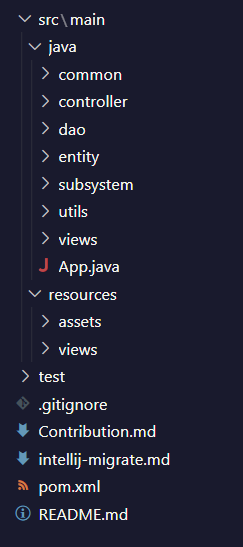 src\main
java
common
controller
dao
entity
subsystem
utils
views
App.java
resources
assets
views
test
.gitignore
Contribution.md
intellij-migrate.md
pom.xml
README.md